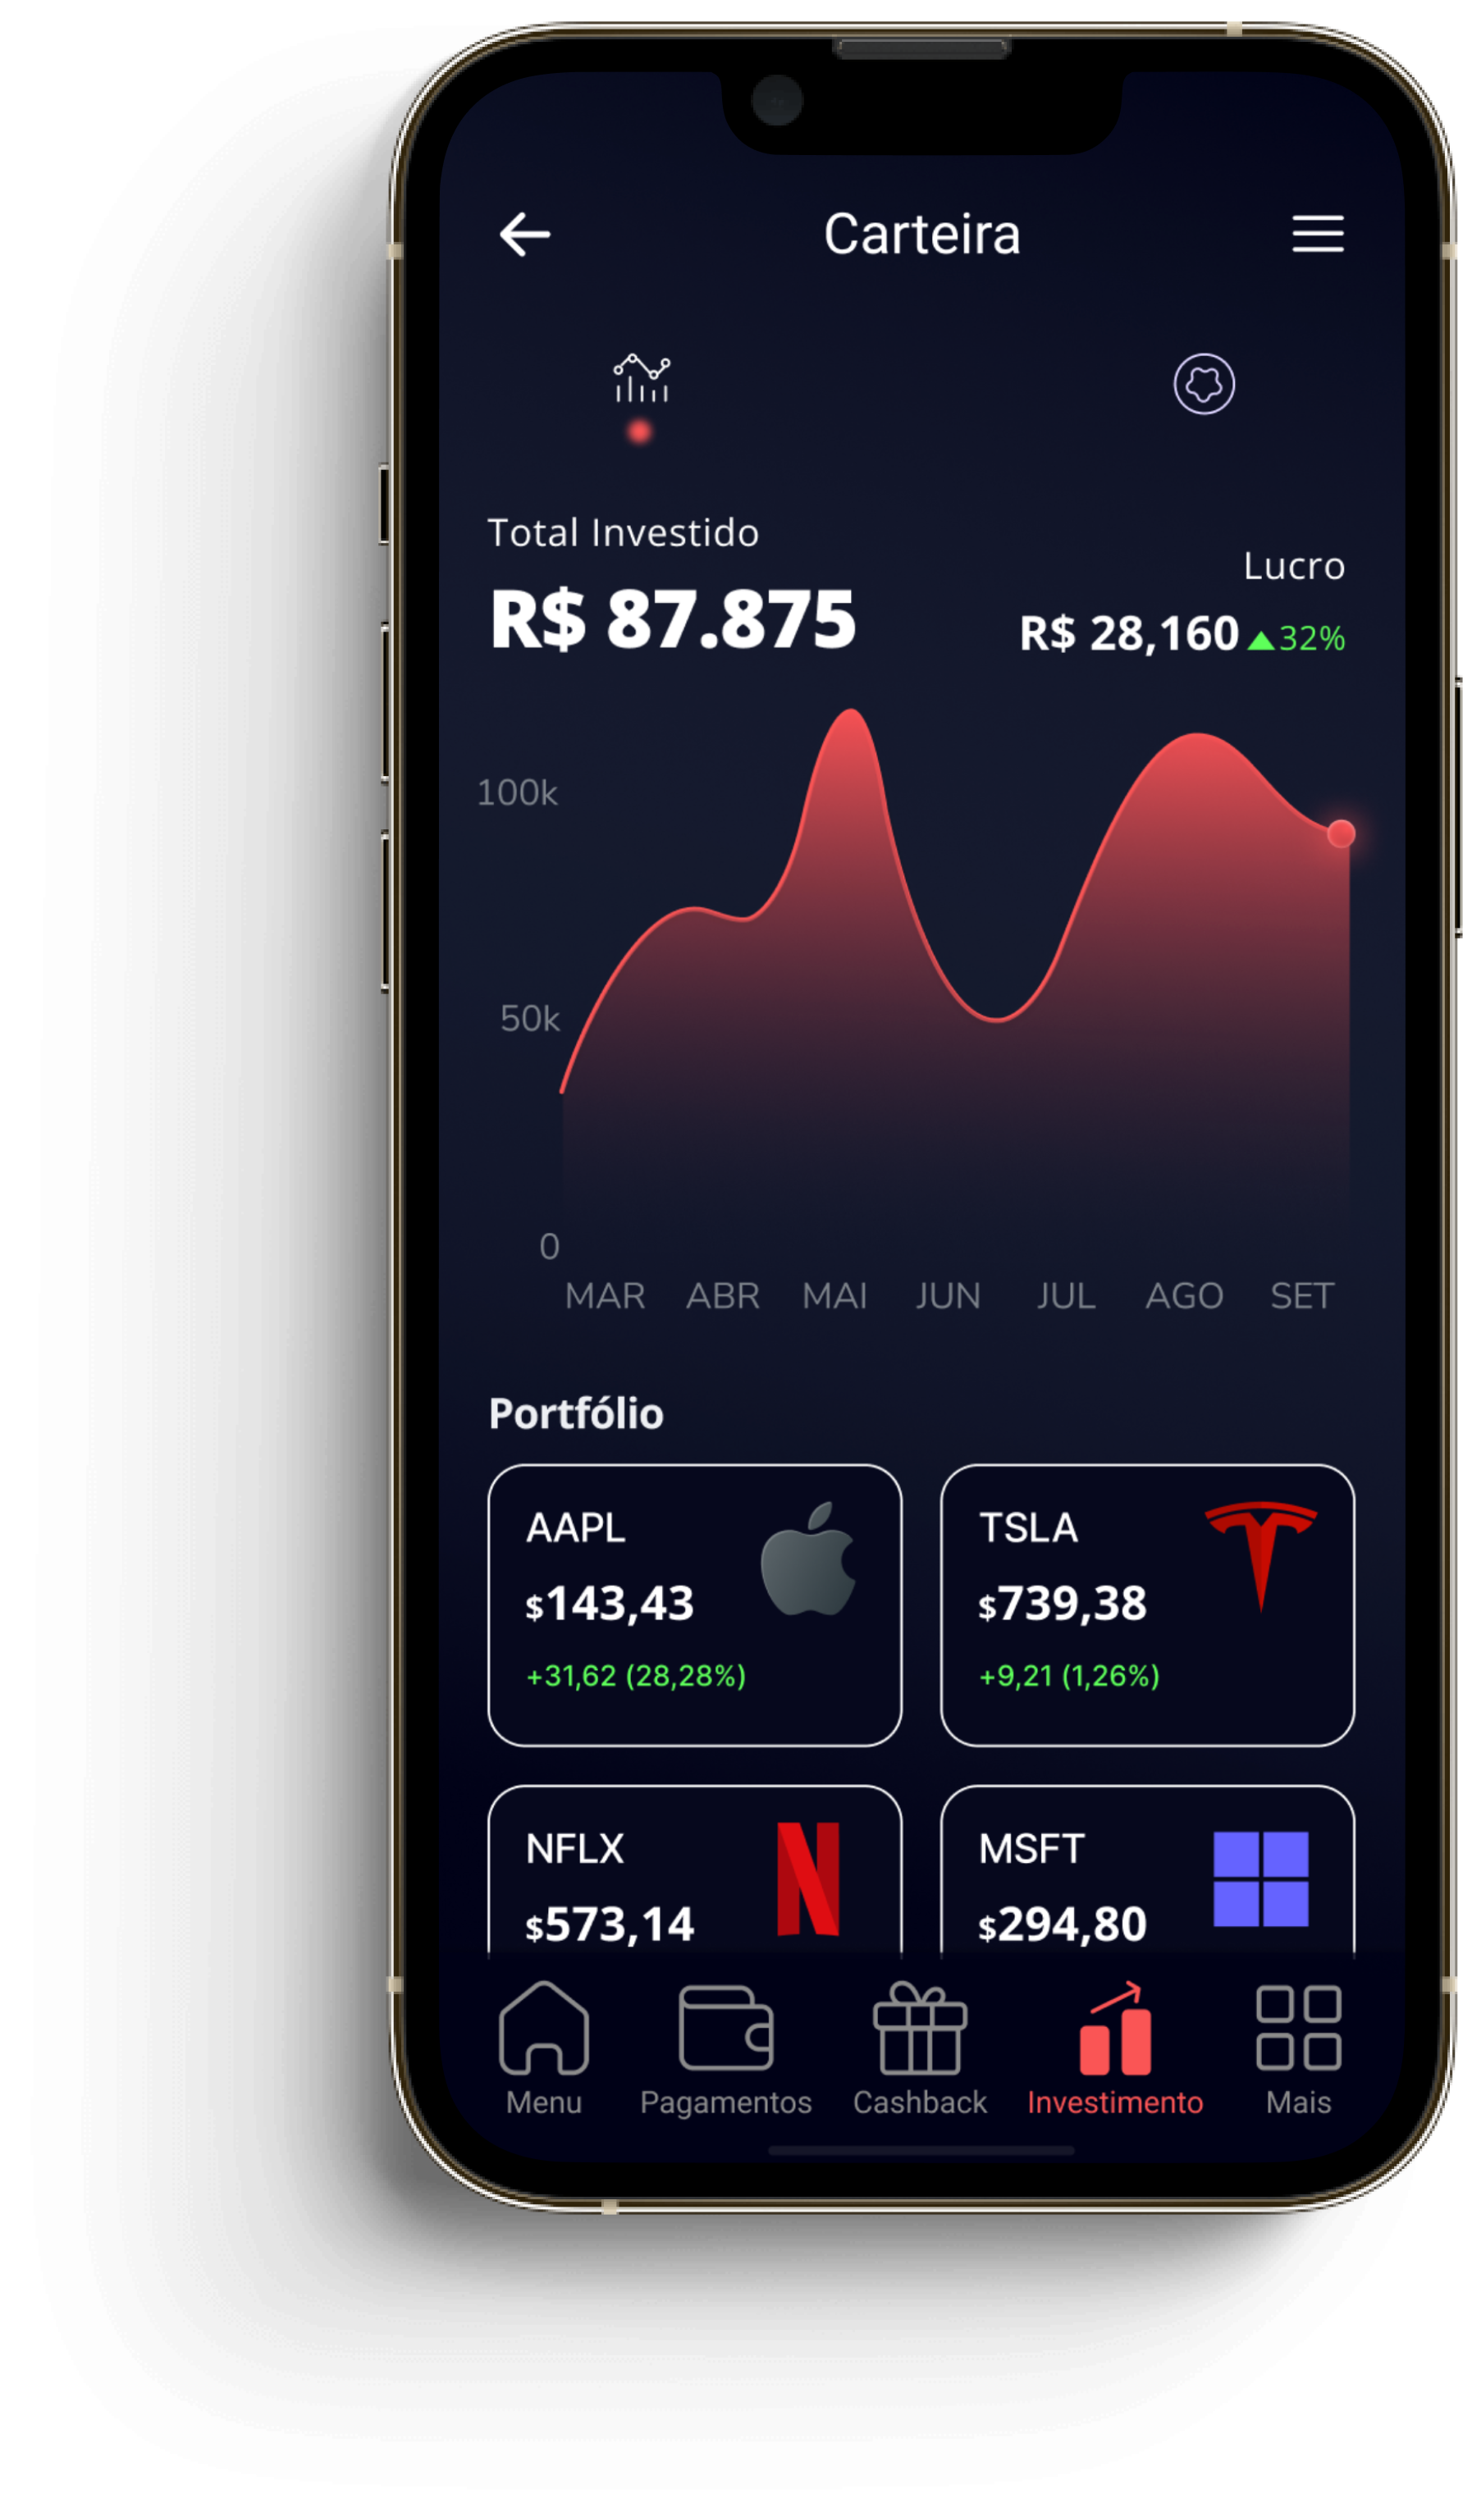 Carteira
Total Investido
Lucro
R$ 87.875
R$ 28,160 ▲32%
100k
50k
0
MAR ABR MAI JUN JUL AGO SET
Portfólio
AAPL
$143,43
+31,62 (28,28%)
TSLA
$739,38
+9,21 (1,26%)
NFLX
$573,14
MSFT
$294,80
Menu Pagamentos Cashback Investimento Mais